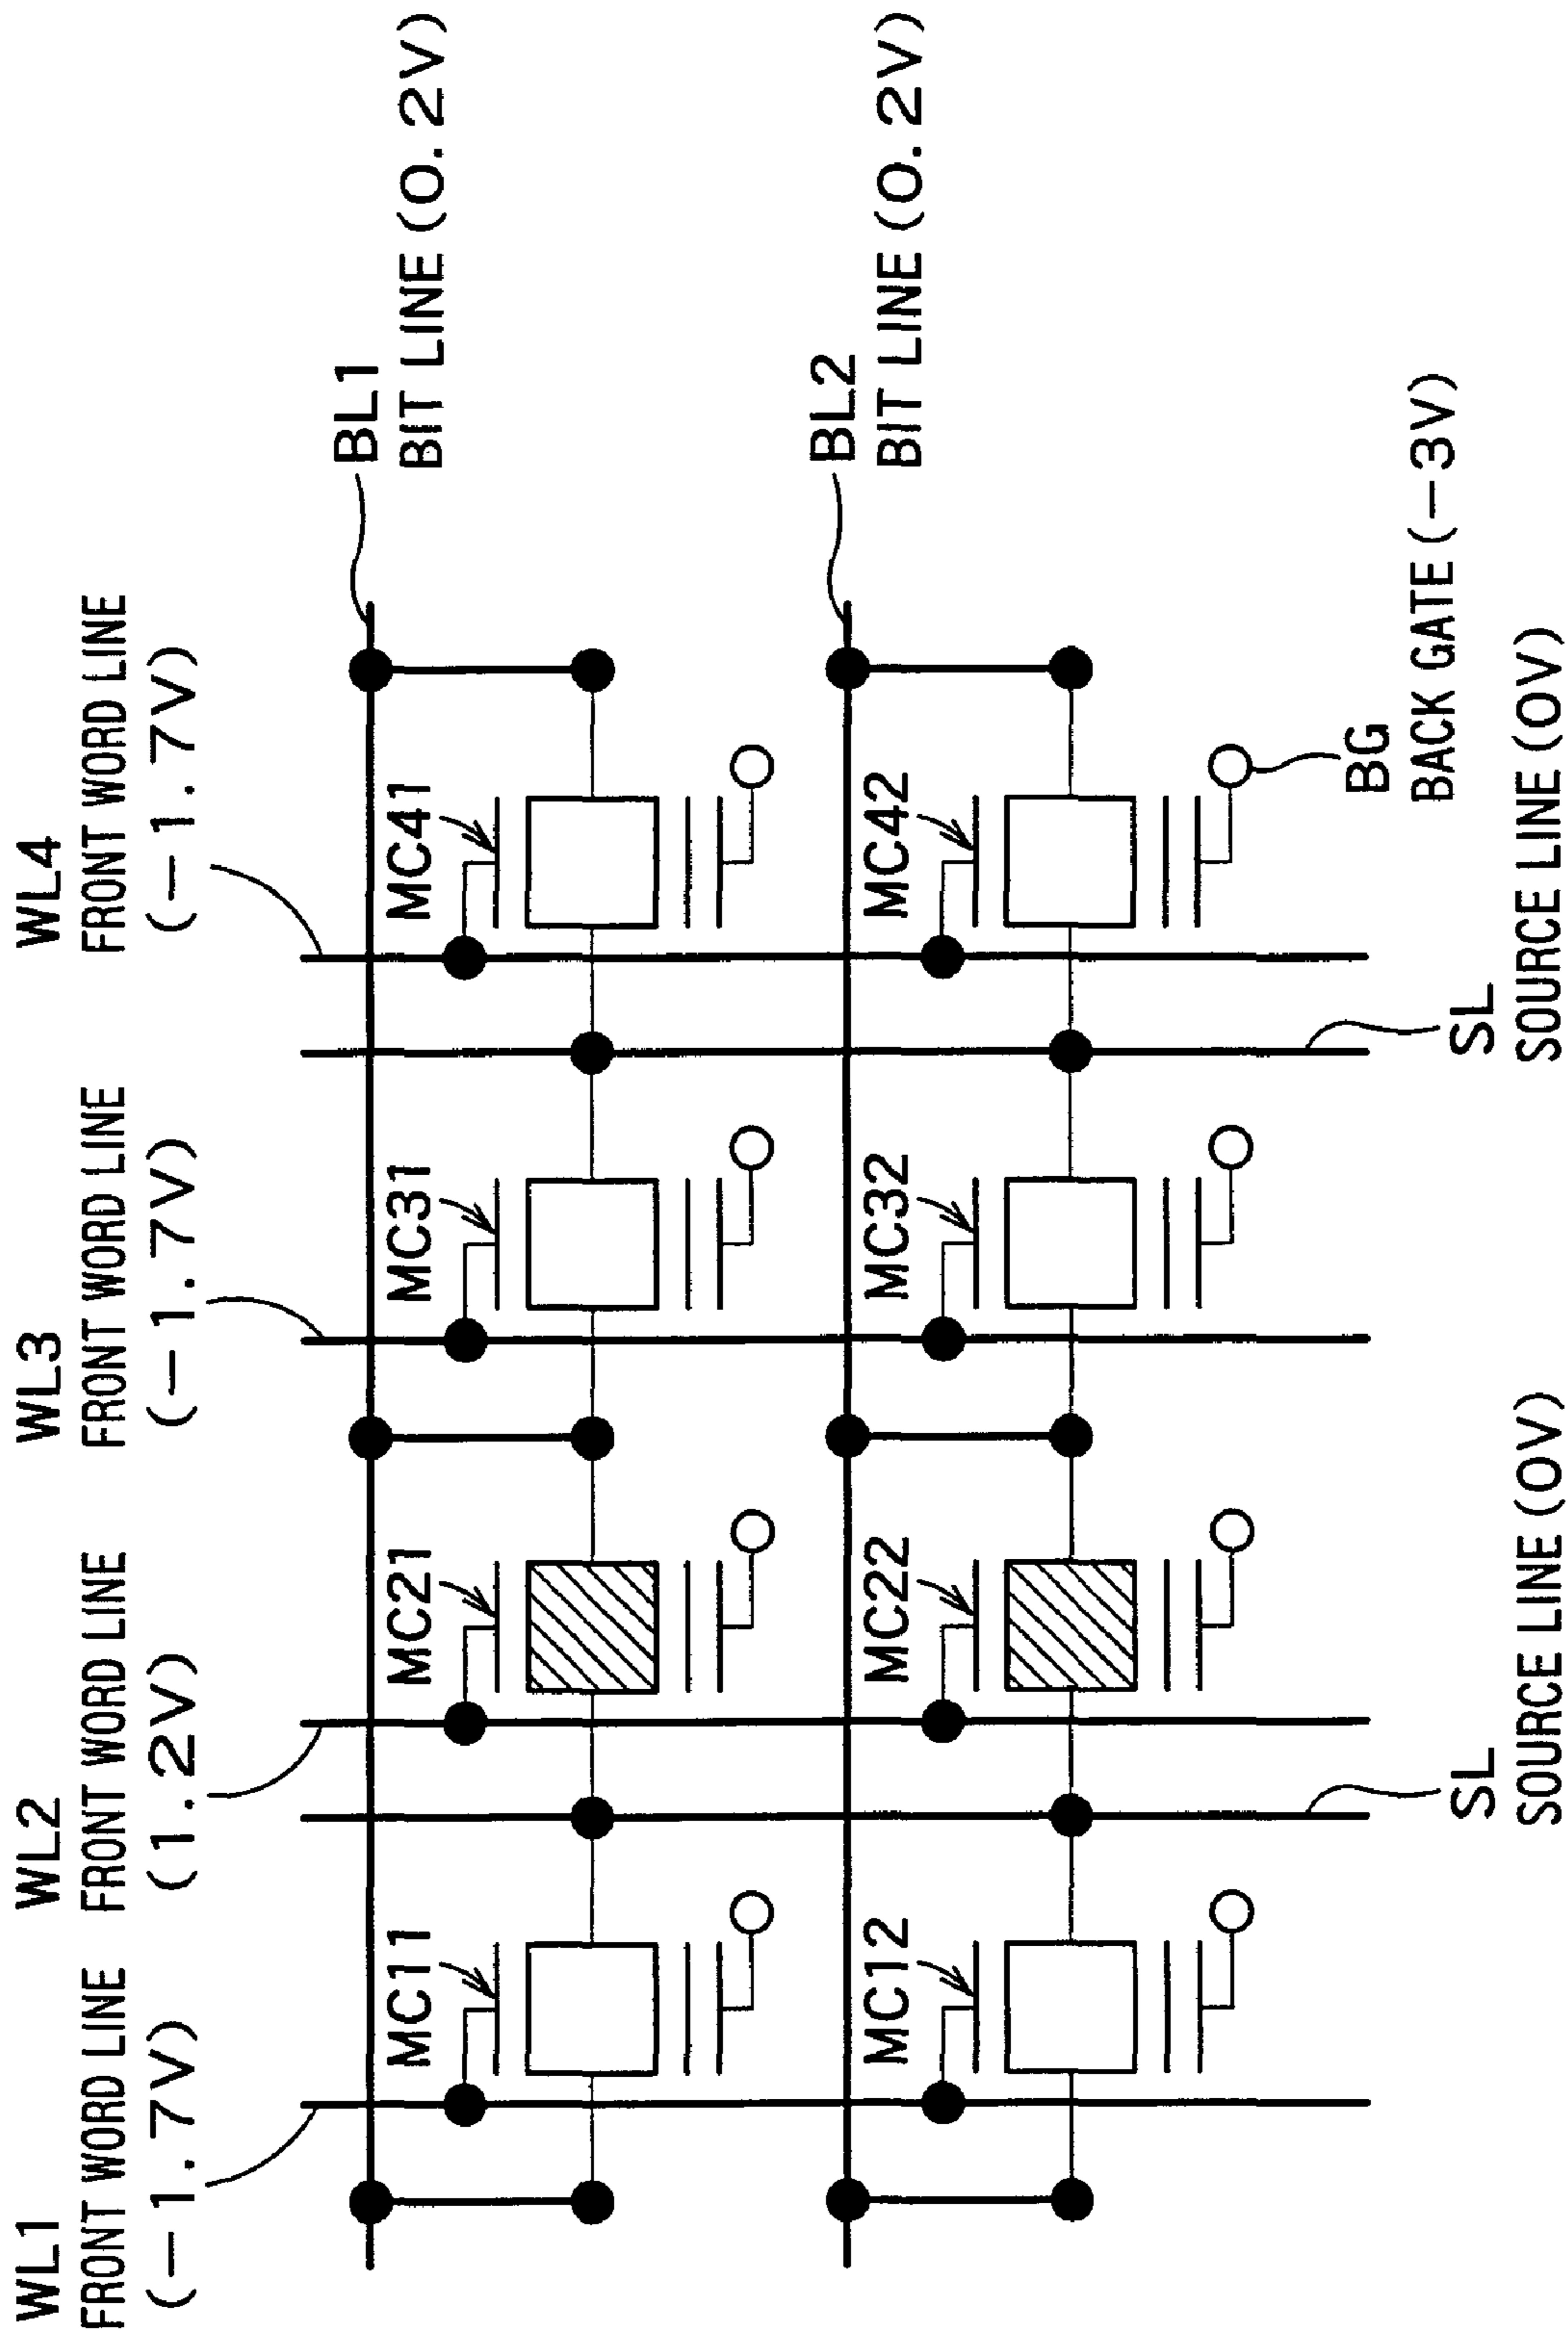 WL1
FRONT WORD LINE
(-1.7V)
WL2
FRONT WORD LINE
(1.2V)
WL3
FRONT WORD LINE
(-1.7V)
WL4
FRONT WORD LINE
(-1.7V)
BL1
BIT LINE (0.2V)
MC11
MC21
MC31
MC41
BL2
BIT LINE (0.2V)
MC12
MC22
MC32
MC42
BG
BACK GATE (-3V)
SL
SOURCE LINE (0V)
SL
SOURCE LINE (0V)